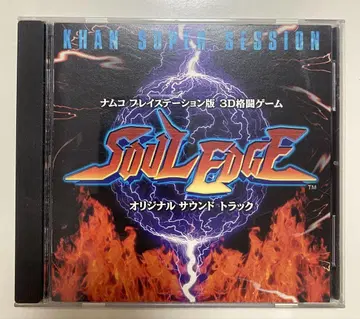 KHAN SUPER SESSION
ナムコ プレイステーション版 3D格闘ゲーム
SOUL EDGE
TM
オリジナル サウンド トラック